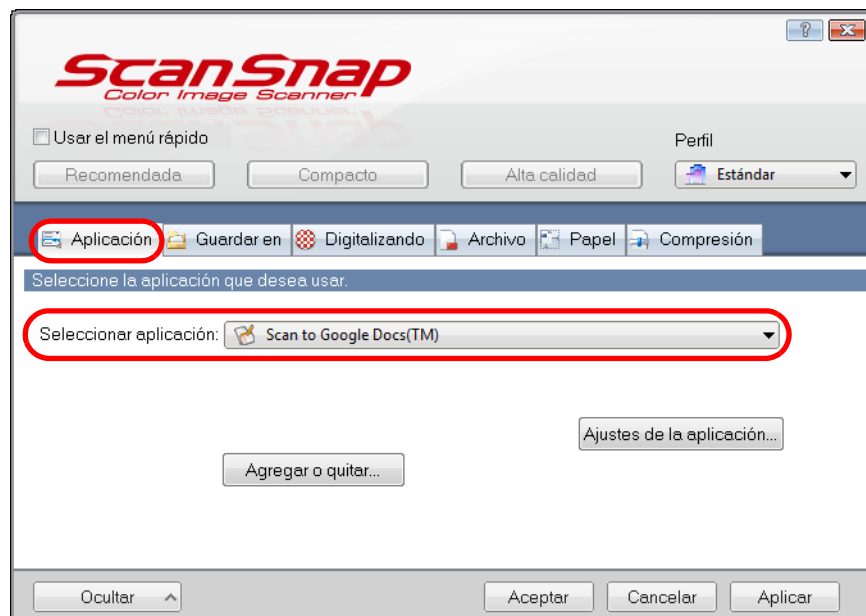 ScanSnap
Color Image Scanner
Usar el menú rápido
Perfil
Recomendada Compacto Alta calidad Estándar
Aplicación Guardar en Digitalizando Archivo Papel Compresión
Seleccione la aplicación que desea usar.
Seleccionar aplicación: Scan to Google Docs(TM)
Ajustes de la aplicación...
Agregar o quitar...
Ocultar Aceptar Cancelar Aplicar